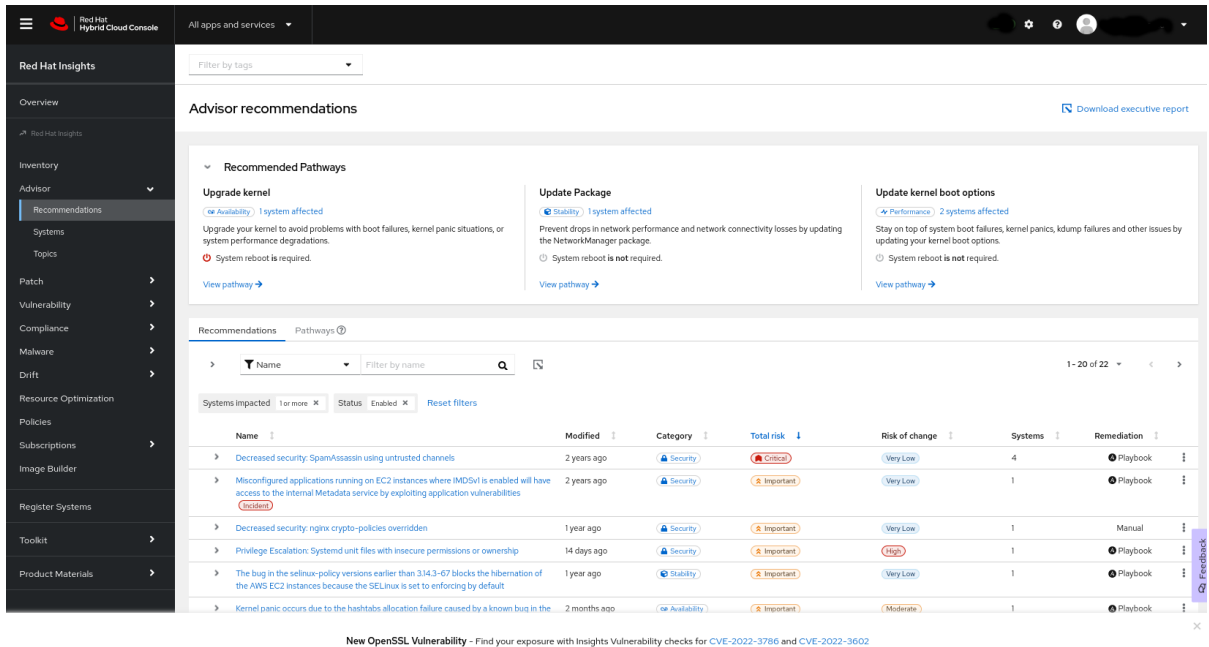 Red Hat
Hybrid Cloud Console
All apps and services
Red Hat Insights
Overview
Red Hat Insights
Inventory
Advisor
Recommendations
Systems
Topics
Patch
Vulnerability
Compliance
Malware
Drift
Resource Optimization
Policies
Subscriptions
Image Builder
Register Systems
Toolkit
Product Materials
Filter by tags
Advisor recommendations
Download executive report
Recommended Pathways
Upgrade kernel
Availability 1 system affected
Upgrade your kernel to avoid problems with boot failures, kernel panic situations, or
system performance degradations.
System reboot is required.
View pathway
Update Package
Stability 1 system affected
Prevent drops in network performance and network connectivity losses by updating
the NetworkManager package.
System reboot is not required.
View pathway
Update kernel boot options
Performance 2 systems affected
Stay on top of system boot failures, kernel panics, kdump failures and other issues by
updating your kernel boot options.
System reboot is not required.
View pathway
Recommendations Pathways
Name Filter by name 1 - 20 of 22
Systems impacted 1 or more Status Enabled Reset filters
Name Modified Category Total risk Risk of change Systems Remediation
Decreased security: SpamAssassin using untrusted channels 2 years ago Security Critical Very Low 4 Playbook
Misconfigured applications running on EC2 instances where IMDSv1 is enabled will have 2 years ago Security Important Very Low 1 Playbook
access to the internal Metadata service by exploiting application vulnerabilities
Incident
Decreased security: nginx crypto-policies overridden 1 year ago Security Important Very Low 1 Manual
Privilege Escalation: Systemd unit files with insecure permissions or ownership 14 days ago Security Important High 1 Playbook
The bug in the selinux-policy versions earlier than 3.14.3-67 blocks the hibernation of 1 year ago Stability Important Very Low 1 Playbook
the AWS EC2 instances because the SELinux is set to enforcing by default
Kernel panic occurs due to the hashtabs allocation failure caused by a known bug in the 2 months ago Availability Important Moderate 1 Playbook
Feedback
New OpenSSL Vulnerability - Find your exposure with Insights Vulnerability checks for CVE-2022-3786 and CVE-2022-3602